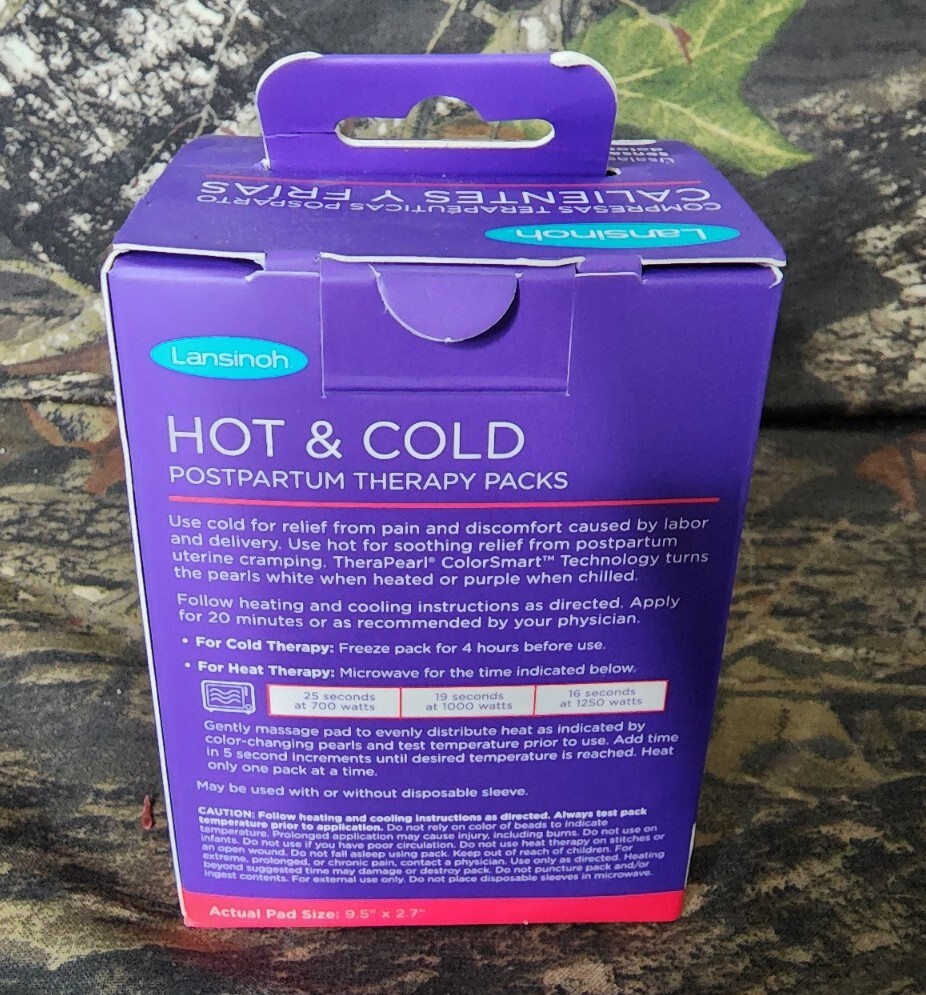 Usalas
COMPRESAS TERAPÉUTICAS POSPARTO
CALIENTES Y FRÍAS
Lansinoh
Lansinoh
HOT & COLD
POSTPARTUM THERAPY PACKS
Use cold for relief from pain and discomfort caused by labor
and delivery. Use hot for soothing relief from postpartum
uterine cramping. TheraPearl® ColorSmart™ Technology turns
the pearls white when heated or purple when chilled.
Follow heating and cooling instructions as directed. Apply
for 20 minutes or as recommended by your physician.
• For Cold Therapy: Freeze pack for 4 hours before use.
• For Heat Therapy: Microwave for the time indicated below.
25 seconds 19 seconds 16 seconds
at 700 watts at 1000 watts at 1250 watts
Gently massage pad to evenly distribute heat as indicated by
color-changing pearls and test temperature prior to use. Add time
in 5 second increments until desired temperature is reached. Heat
only one pack at a time.
May be used with or without disposable sleeve.
CAUTION: Follow heating and cooling instructions as directed. Always test pack
temperature prior to application. Do not rely on color of beads to indicate
temperature. Prolonged application may cause injury, including burns. Do not use on
infants. Do not use if you have poor circulation. Do not use heat therapy on stitches or
an open wound. Do not fall asleep using pack. Keep out of reach of children. For
extreme, prolonged, or chronic pain, contact a physician. Use only as directed. Heating
beyond suggested time may damage or destroy pack. Do not puncture pack and/or
ingest contents. For external use only. Do not place disposable sleeves in microwave.
Actual Pad Size: 9.5" x 2.7"